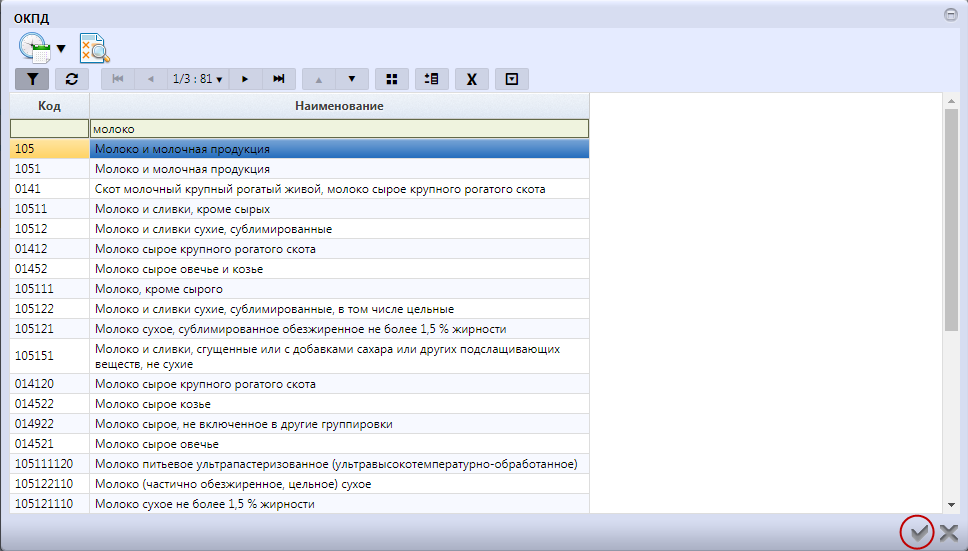 ОКПД
1/3 : 81
X
Код Наименование
молоко
105 Молоко и молочная продукция
1051 Молоко и молочная продукция
0141 Скот молочный крупный рогатый живой, молоко сырое крупного рогатого скота
10511 Молоко и сливки, кроме сырых
10512 Молоко и сливки сухие, сублимированные
01412 Молоко сырое крупного рогатого скота
01452 Молоко сырое овечье и козье
105111 Молоко, кроме сырого
105122 Молоко и сливки сухие, сублимированные, в том числе цельные
105121 Молоко сухое, сублимированное обезжиренное не более 1,5 % жирности
105151 Молоко и сливки, сгущенные или с добавками сахара или других подслащивающих
веществ, не сухие
014120 Молоко сырое крупного рогатого скота
014522 Молоко сырое козье
014922 Молоко сырое, не включенное в другие группировки
014521 Молоко сырое овечье
105111120 Молоко питьевое ультрапастеризованное (ультравысокотемпературно-обработанное)
105122110 Молоко (частично обезжиренное, цельное) сухое
105121110 Молоко сухое не более 1,5 % жирности